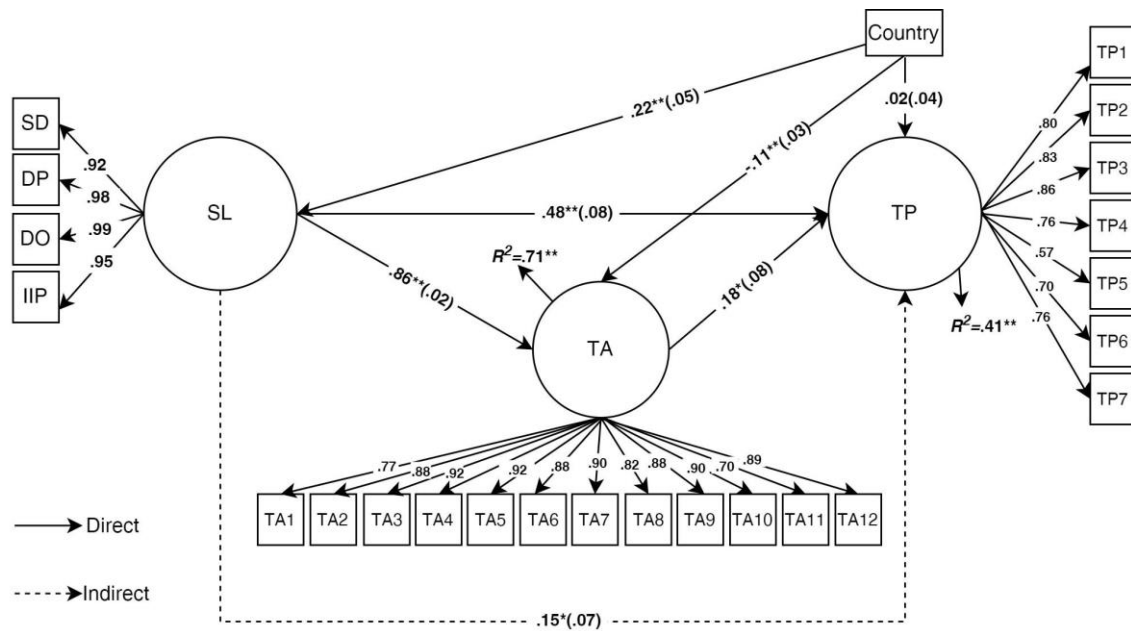 Country
TP1
TP2
TP3
TP4
TP5
TP6
TP7
SD
DP
DO
IIP
.92
.98
.99
.95
SL
TP
TA
.22**(.05)
-.11**(.03)
.02(.04)
.48**(.08)
.86**(.02)
.18*(.08)
R²=.71**
R²=.41**
.80
.83
.86
.76
.57
.70
.76
.77
.88
.92
.92
.88
.90
.82
.88
.90
.70
.89
TA1 TA2 TA3 TA4 TA5 TA6 TA7 TA8 TA9 TA10 TA11 TA12
Direct
Indirect
.15*(.07)